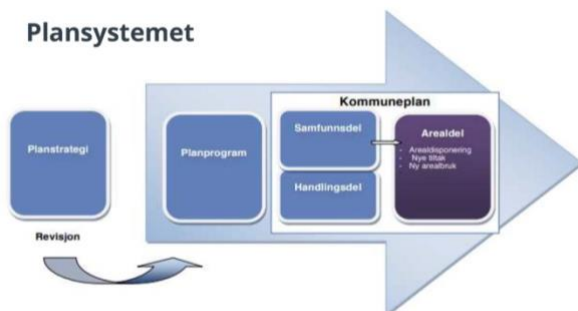 Plansystemet
Planstrategi
Revisjon
Planprogram
Kommuneplan
Samfunnsdel
Handlingsdel
Arealdel
- Arealdisponering
- Nye tiltak
- Ny arealbruk